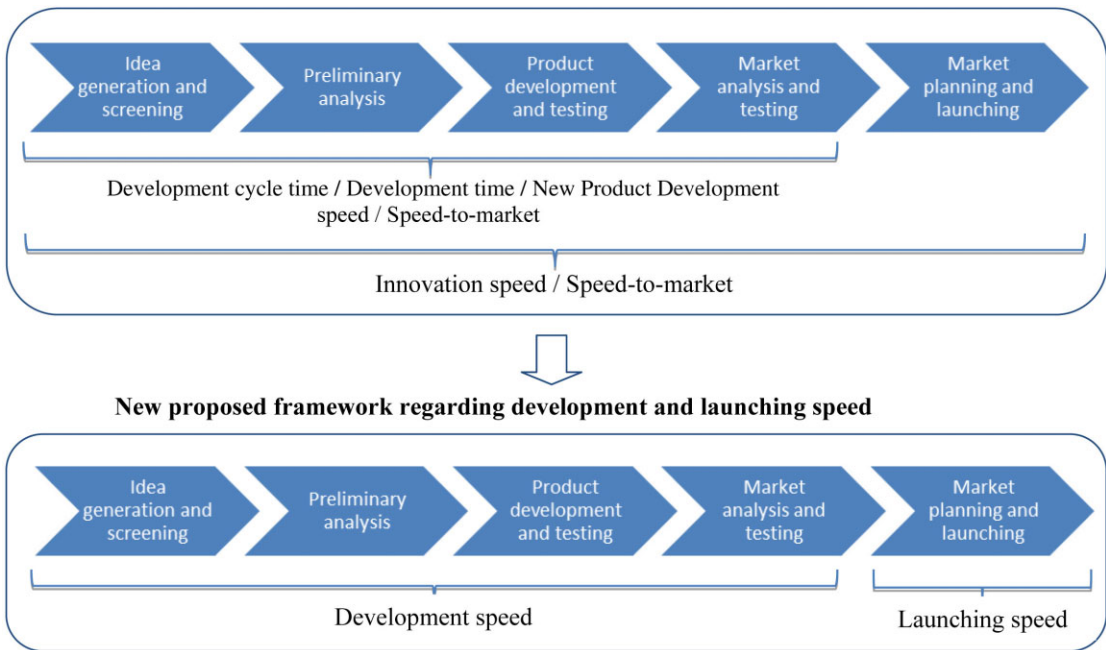 Idea
generation and
screening
Preliminary
analysis
Product
development
and testing
Market
analysis and
testing
Market
planning and
launching
Development cycle time / Development time / New Product Development
speed / Speed-to-market
Innovation speed / Speed-to-market
New proposed framework regarding development and launching speed
Idea
generation and
screening
Preliminary
analysis
Product
development
and testing
Market
analysis and
testing
Market
planning and
launching
Development speed
Launching speed